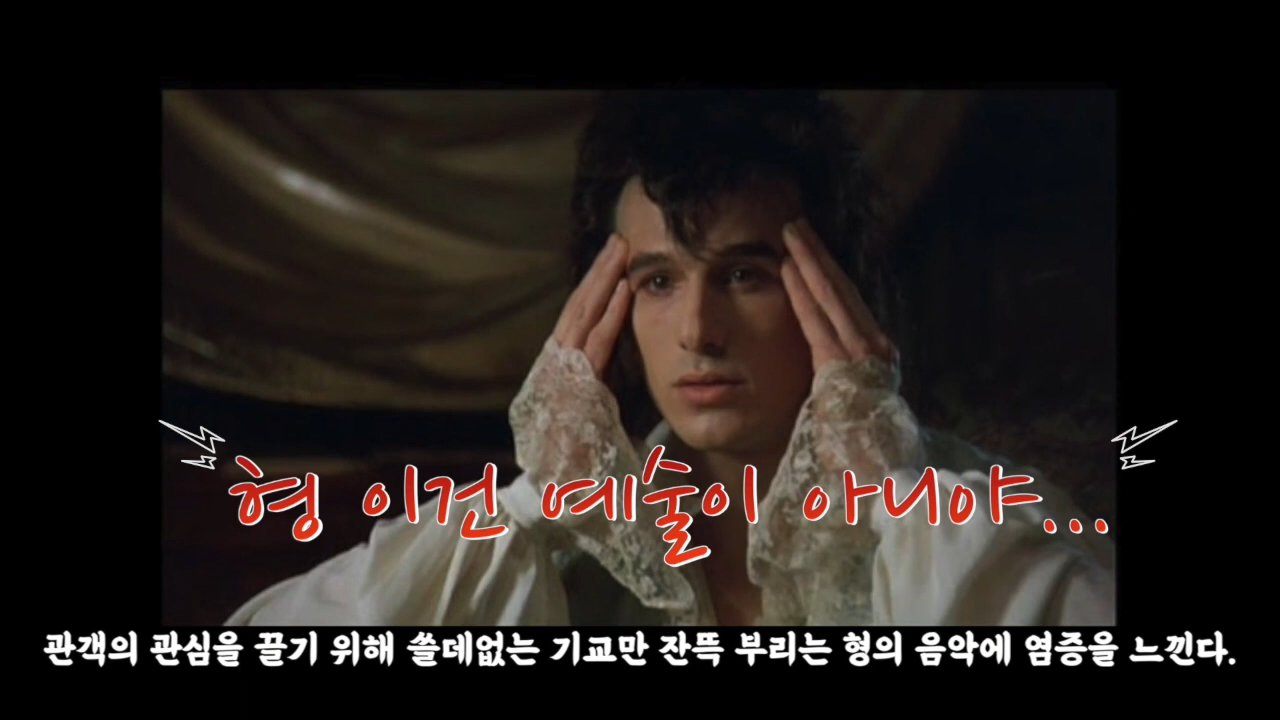 형 이건 예술이 아니야...
관객의 관심을 끌기 위해 쓸데없는 기교만 잔뜩 부리는 형의 음악에 염증을 느낀다.